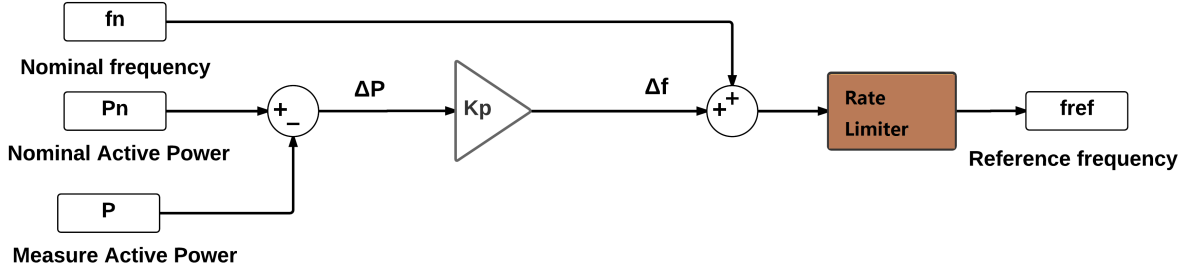 fn
Nominal frequency
Pn
Nominal Active Power
P
Measure Active Power
+
−
ΔP
Kp
Δf
+
+
Rate
Limiter
fref
Reference frequency